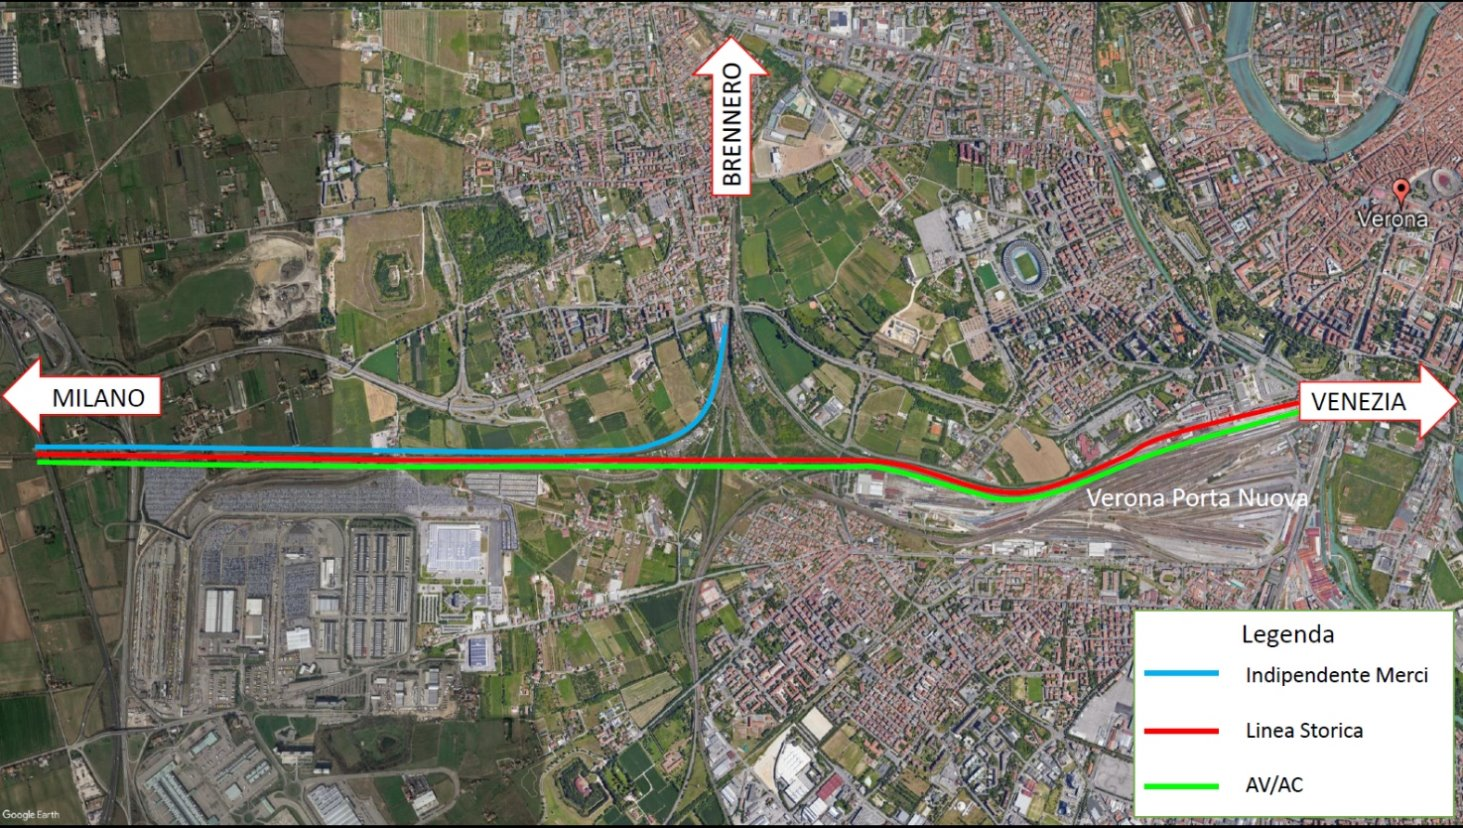 BRENNERO
Verona
MILANO
VENEZIA
Verona Porta Nuova
Legenda
Indipendente Merci
Linea Storica
AV/AC
Google Earth